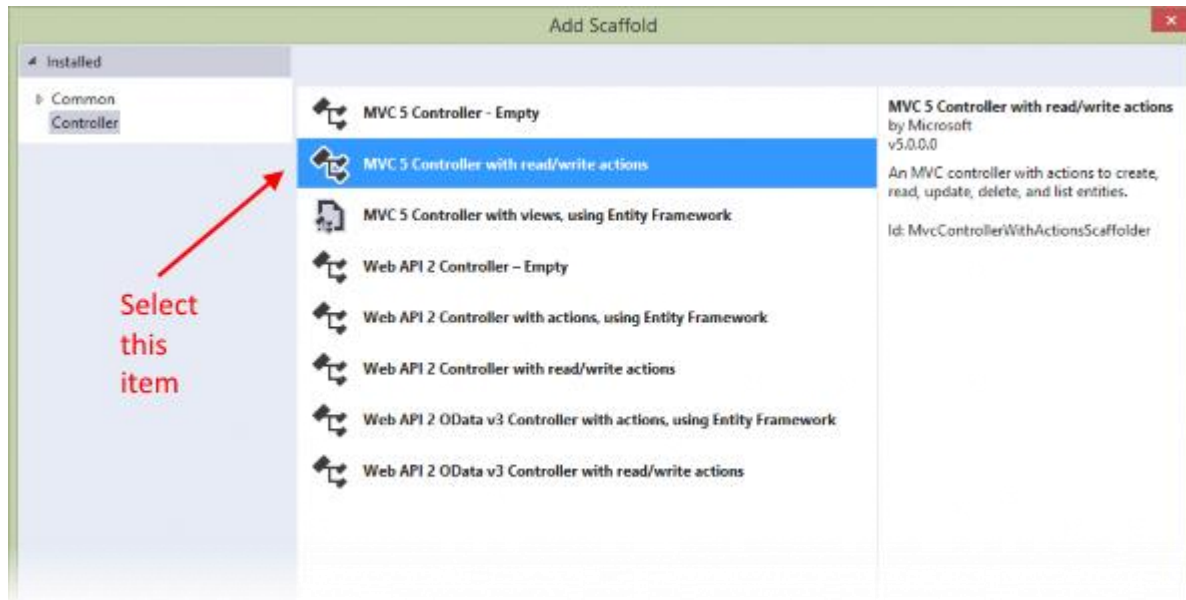 Add Scaffold
Installed
Common
Controller
MVC 5 Controller - Empty
MVC 5 Controller with read/write actions
MVC 5 Controller with views, using Entity Framework
Web API 2 Controller – Empty
Web API 2 Controller with actions, using Entity Framework
Web API 2 Controller with read/write actions
Web API 2 OData v3 Controller with actions, using Entity Framework
Web API 2 OData v3 Controller with read/write actions
MVC 5 Controller with read/write actions
by Microsoft
v5.0.0.0
An MVC controller with actions to create,
read, update, delete, and list entities.
Id: MvcControllerWithActionsScaffolder
Select
this
item